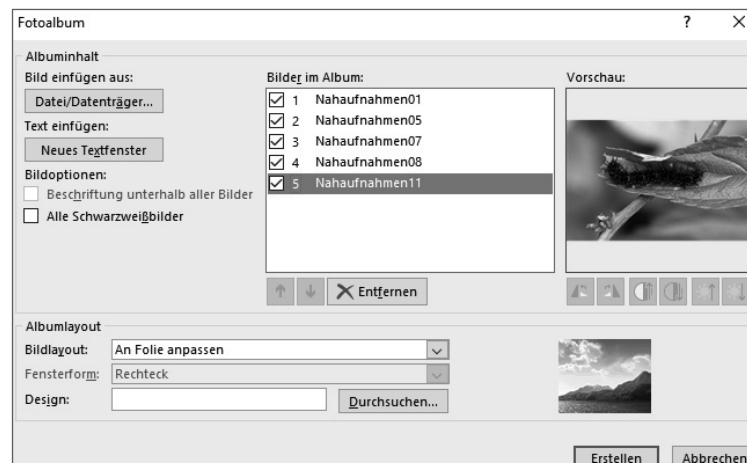 Fotoalbum
Albuminhalt
Bild einfügen aus:
Datei/Datenträger...
Text einfügen:
Neues Textfenster
Bildoptionen:
Beschriftung unterhalb aller Bilder
Alle Schwarzweißbilder
Bilder im Album:
1 Nahaufnahmen01
2 Nahaufnahmen05
3 Nahaufnahmen07
4 Nahaufnahmen08
5 Nahaufnahmen11
Entfernen
Vorschau:
Albumlayout
Bildlayout: An Folie anpassen
Fensterform: Rechteck
Design:
Durchsuchen...
Erstellen
Abbrechen